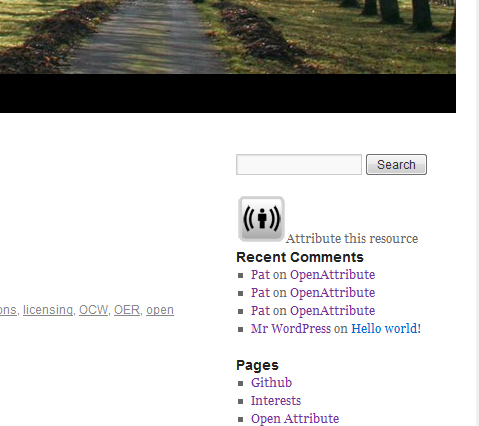 Search
Attribute this resource
Recent Comments
Pat on OpenAttribute
Pat on OpenAttribute
Pat on OpenAttribute
Mr WordPress on Hello world!
ons, licensing, OCW, OER, open
Pages
Github
Interests
Open Attribute